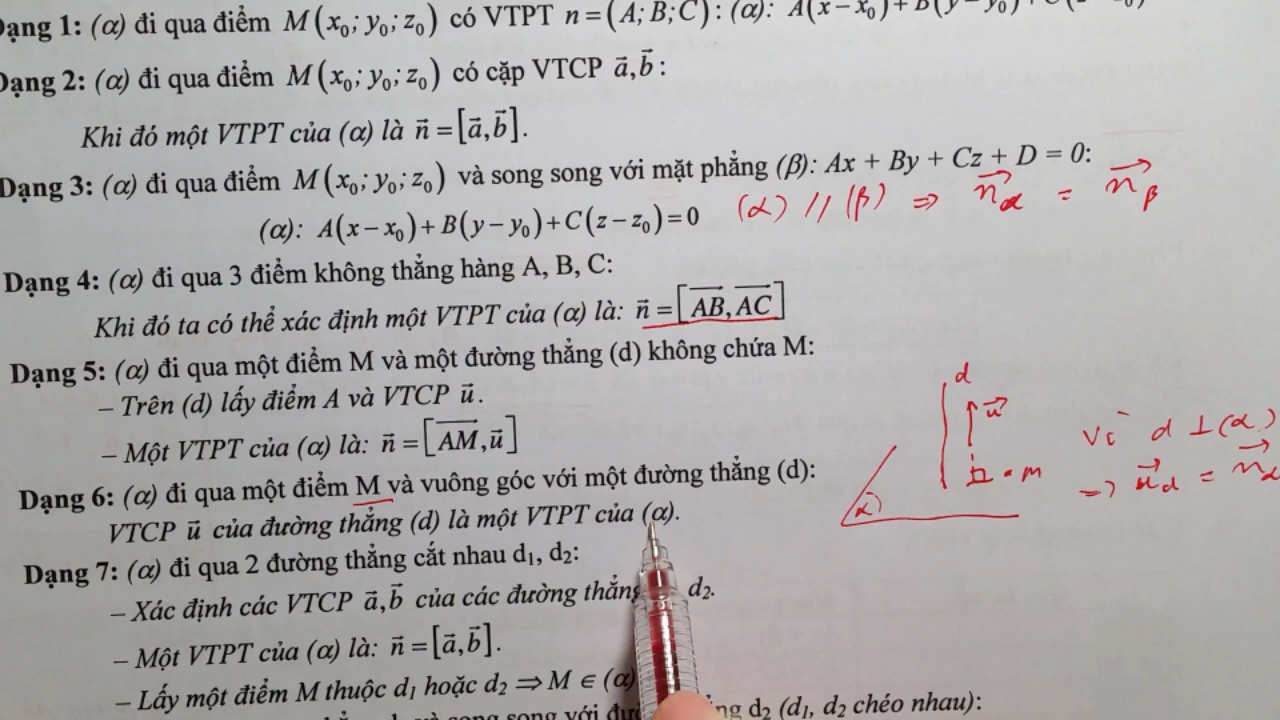 Dạng 1: (α) đi qua điểm M(x₀; y₀; z₀) có VTPT n = (A; B; C) : (α): A(x − x₀) + B(y − y₀) + C(z
Dạng 2: (α) đi qua điểm M(x₀; y₀; z₀) có cặp VTCP a⃗, b⃗ :
Khi đó một VTPT của (α) là n⃗ = [a⃗, b⃗].
Dạng 3: (α) đi qua điểm M(x₀; y₀; z₀) và song song với mặt phẳng (β): Ax + By + Cz + D = 0:
(α): A(x − x₀) + B(y − y₀) + C(z − z₀) = 0 (α) // (β) ⇒ n⃗α = n⃗β
Dạng 4: (α) đi qua 3 điểm không thẳng hàng A, B, C:
Khi đó ta có thể xác định một VTPT của (α) là: n⃗ = [AB⃗, AC⃗]
Dạng 5: (α) đi qua một điểm M và một đường thẳng (d) không chứa M:
– Trên (d) lấy điểm A và VTCP u⃗.
– Một VTPT của (α) là: n⃗ = [AM⃗, u⃗]
d
u⃗
m
α)
Vì d ⊥ (α)
⇒ u⃗d = n⃗α
Dạng 6: (α) đi qua một điểm M và vuông góc với một đường thẳng (d):
VTCP u⃗ của đường thẳng (d) là một VTPT của (α).
Dạng 7: (α) đi qua 2 đường thẳng cắt nhau d₁, d₂:
– Xác định các VTCP a⃗, b⃗ của các đường thẳng d₂.
– Một VTPT của (α) là: n⃗ = [a⃗, b⃗].
– Lấy một điểm M thuộc d₁ hoặc d₂ ⇒ M ∈ (α)
song với d₂ (d₁, d₂ chéo nhau):